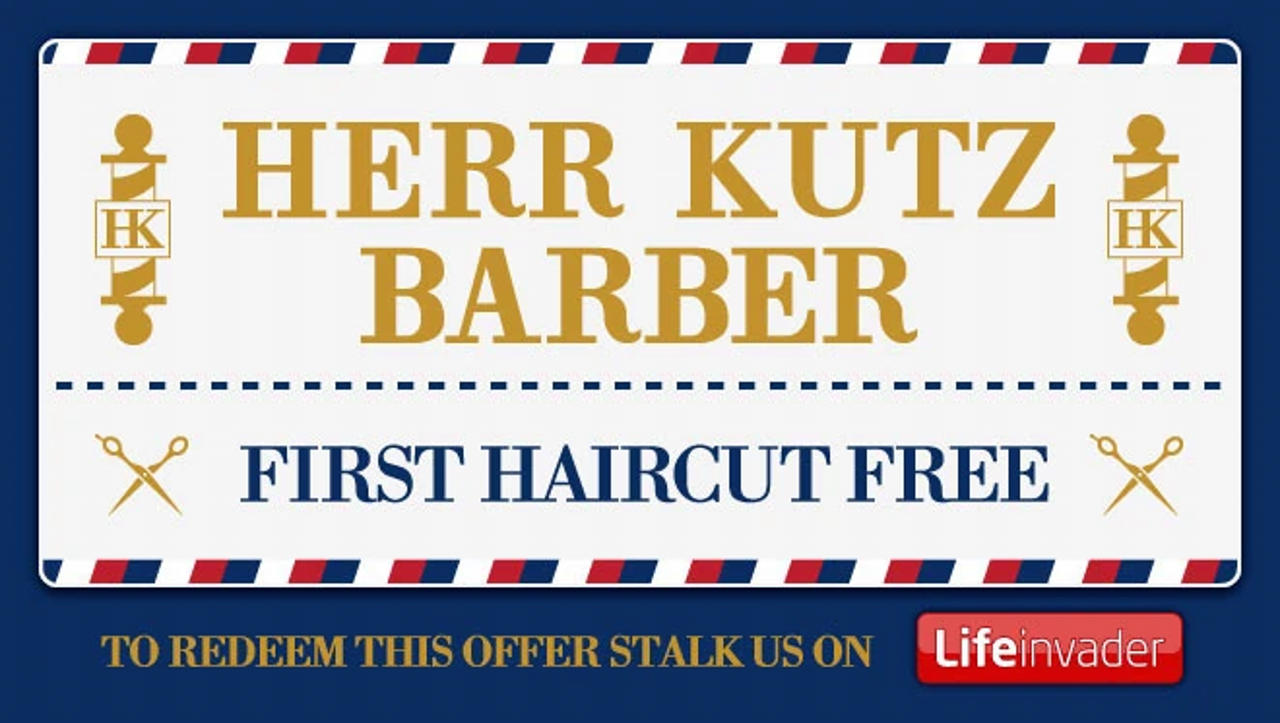 HERR KUTZ
BARBER
HK
HK
FIRST HAIRCUT FREE
TO REDEEM THIS OFFER STALK US ON
Lifeinvader